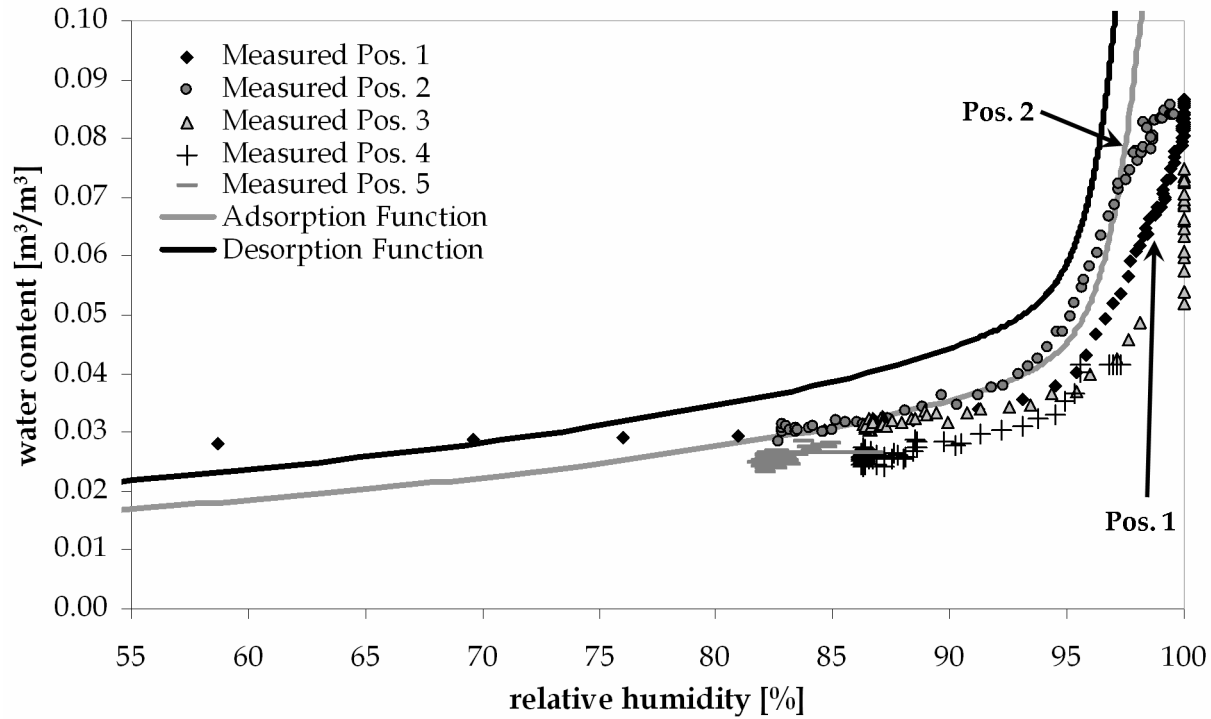 0.10
0.09
0.08
0.07
0.06
0.05
0.04
0.03
0.02
0.01
0.00
water content [m³/m³]
Measured Pos. 1
Measured Pos. 2
Measured Pos. 3
Measured Pos. 4
Measured Pos. 5
Adsorption Function
Desorption Function
Pos. 2
Pos. 1
55 60 65 70 75 80 85 90 95 100
relative humidity [%]